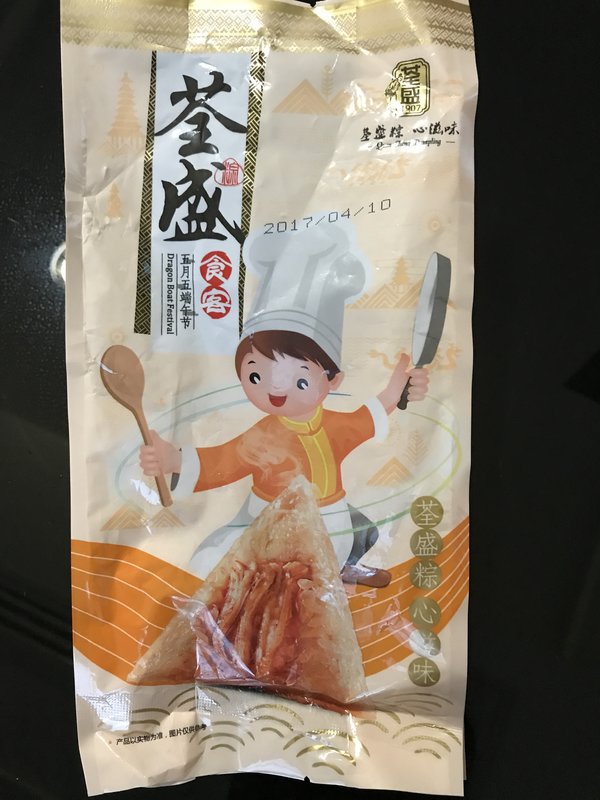 荃盛
粽
食客
五月五端午节
Dragon Boat Festival
荃盛
1907
荃盛粽 心滋味
2017/04/10
荃盛粽 心滋味
产品以实物为准，图片仅供参考